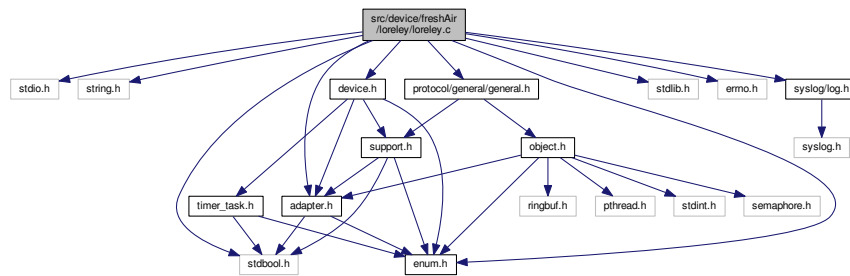 src/device/freshAir
/loreley/loreley.c
stdio.h
string.h
device.h
protocol/general/general.h
stdlib.h
errno.h
syslog/log.h
support.h
object.h
syslog.h
timer_task.h
adapter.h
ringbuf.h
pthread.h
stdint.h
semaphore.h
stdbool.h
enum.h